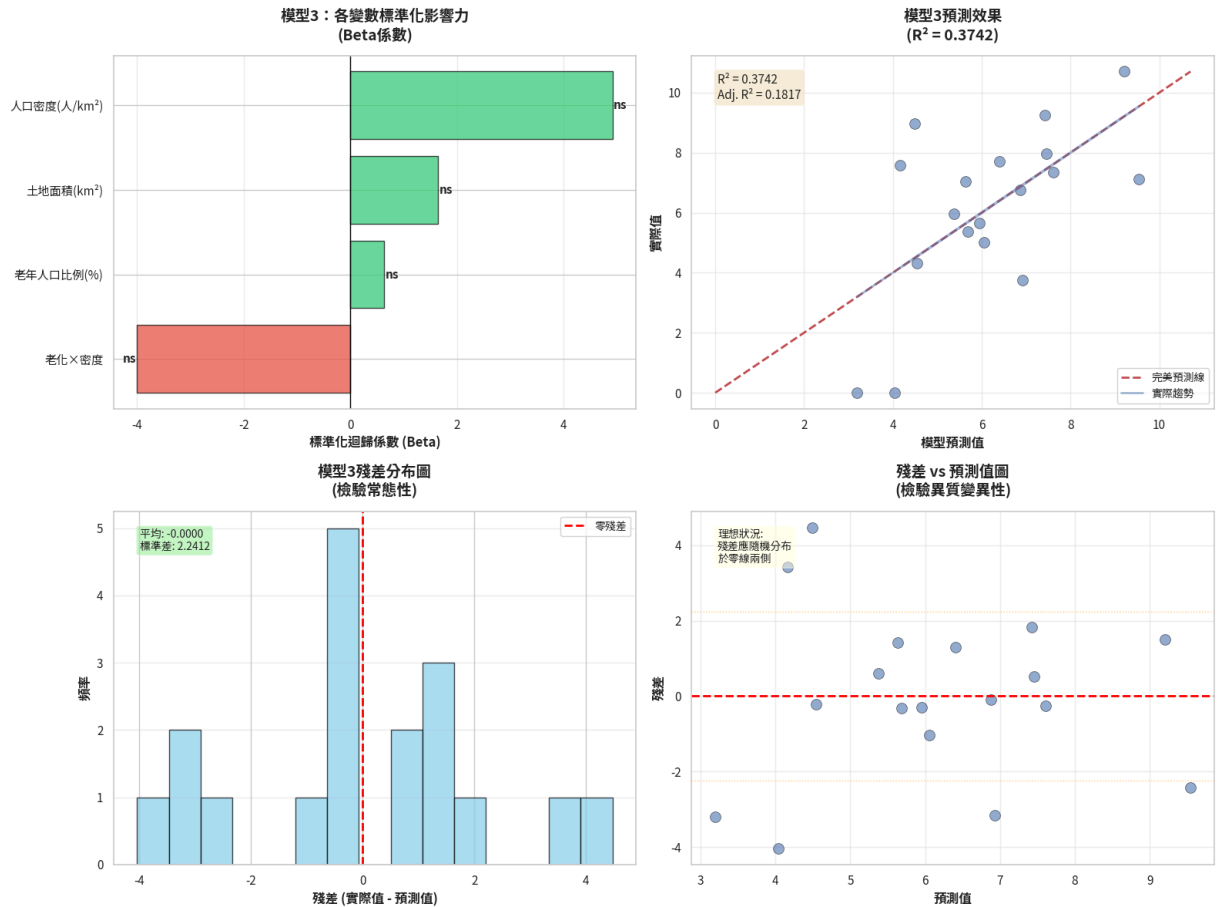 模型3：各變數標準化影響力
(Beta係數)
人口密度(人/km²)
土地面積(km²)
老年人口比例(%)
老化×密度
ns
ns
ns
ns
-4
-2
0
2
4
標準化迴歸係數 (Beta)
模型3預測效果
(R² = 0.3742)
R² = 0.3742
Adj. R² = 0.1817
實際值
10
8
6
4
2
0
完美預測線
實際趨勢
0
2
4
6
8
10
模型預測值
模型3殘差分布圖
(檢驗常態性)
平均: -0.0000
標準差: 2.2412
零殘差
頻率
5
4
3
2
1
0
-4
-2
0
2
4
殘差 (實際值 - 預測值)
殘差 vs 預測值圖
(檢驗異質變異性)
理想狀況:
殘差應隨機分布
於零線兩側
殘差
4
2
0
-2
-4
3
4
5
6
7
8
9
預測值